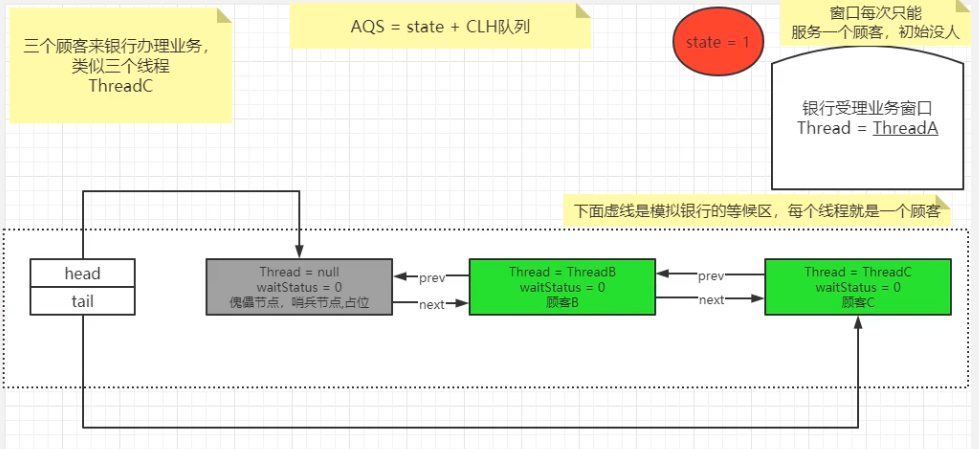 三个顾客来银行办理业务，
类似三个线程
ThreadC
AQS = state + CLH队列
state = 1
窗口每次只能
服务一个顾客，初始没人
银行受理业务窗口
Thread = ThreadA
下面虚线是模拟银行的等候区，每个线程就是一个顾客
head
tail
Thread = null
waitStatus = 0
傀儡节点，哨兵节点,占位
prev
next
Thread = ThreadB
waitStatus = 0
顾客B
prev
next
Thread = ThreadC
waitStatus = 0
顾客C